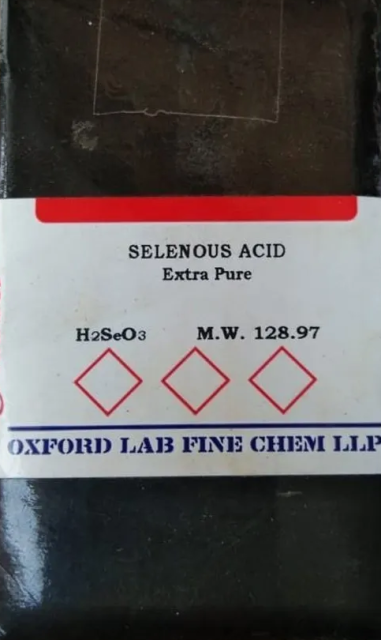 SELENOUS ACID
Extra Pure
H2SeO3 M.W. 128.97
OXFORD LAB FINE CHEM LLP